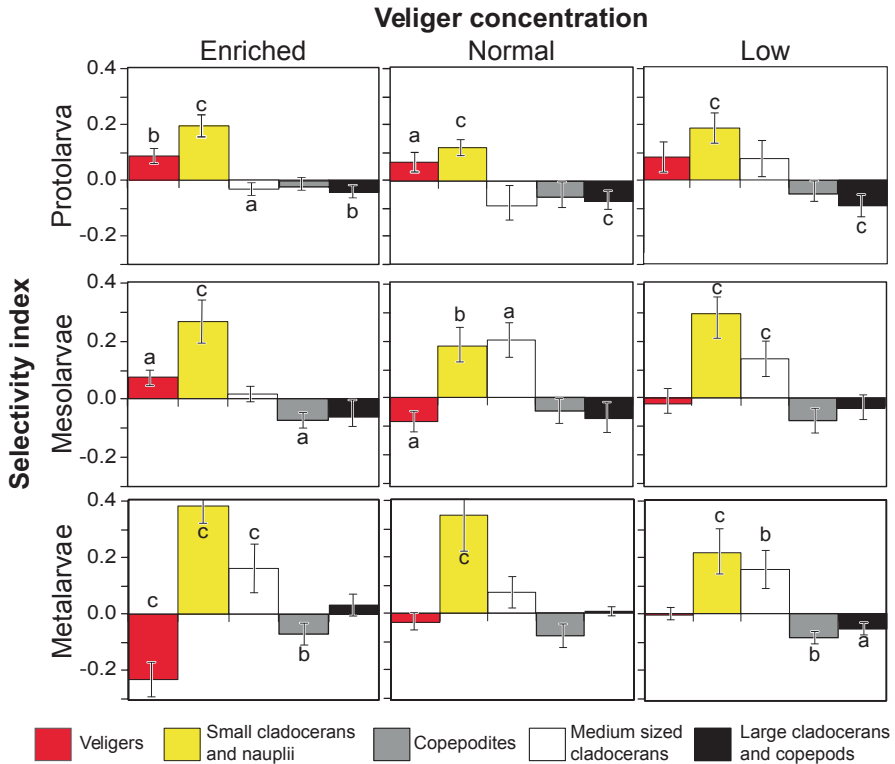 Veliger concentration
Enriched Normal Low
Selectivity index
Protolarva
0.4
0.2
0.0
-0.2
b c a b
a c c
c c
Mesolarvae
0.4
0.2
0.0
-0.2
a c a
a b a
c c
Metalarvae
0.4
0.2
0.0
-0.2
c c c b
c
c b b a
Veligers
Small cladocerans
and nauplii
Copepodites
Medium sized
cladocerans
Large cladocerans
and copepods